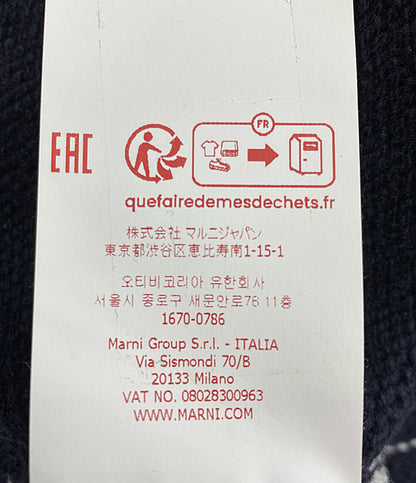 FR
EAC
quefairedemesdechets.fr
株式会社 マルニジャパン
東京都渋谷区恵比寿南1-15-1
오티비코리아 유한회사
서울시 종로구 새문안로76 11층
1670-0786
Marni Group S.r.l. - ITALIA
Via Sismondi 70/B
20133 Milano
VAT NO. 08028300963
WWW.MARNI.COM